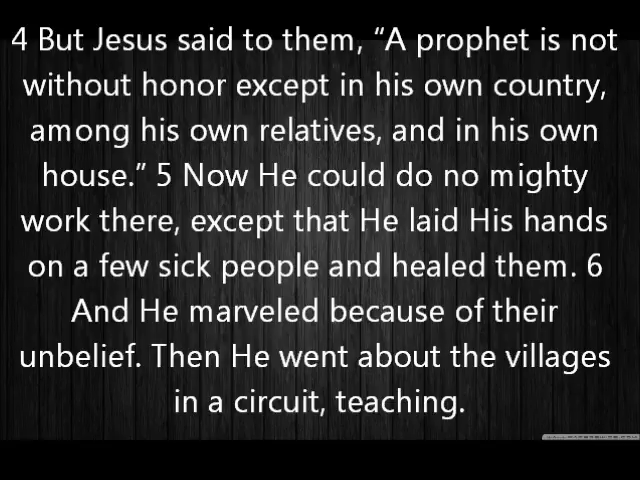 4 But Jesus said to them, “A prophet is not
without honor except in his own country,
among his own relatives, and in his own
house.” 5 Now He could do no mighty
work there, except that He laid His hands
on a few sick people and healed them. 6
And He marveled because of their
unbelief. Then He went about the villages
in a circuit, teaching.